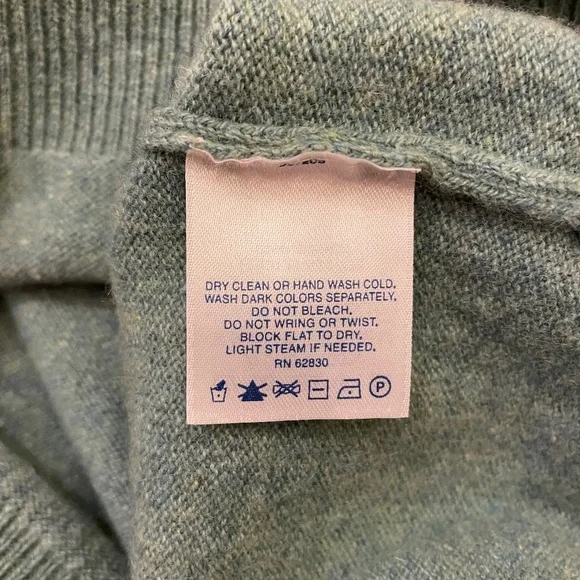 DRY CLEAN OR HAND WASH COLD.
WASH DARK COLORS SEPARATELY.
DO NOT BLEACH.
DO NOT WRING OR TWIST.
BLOCK FLAT TO DRY.
LIGHT STEAM IF NEEDED.
RN 62830
P